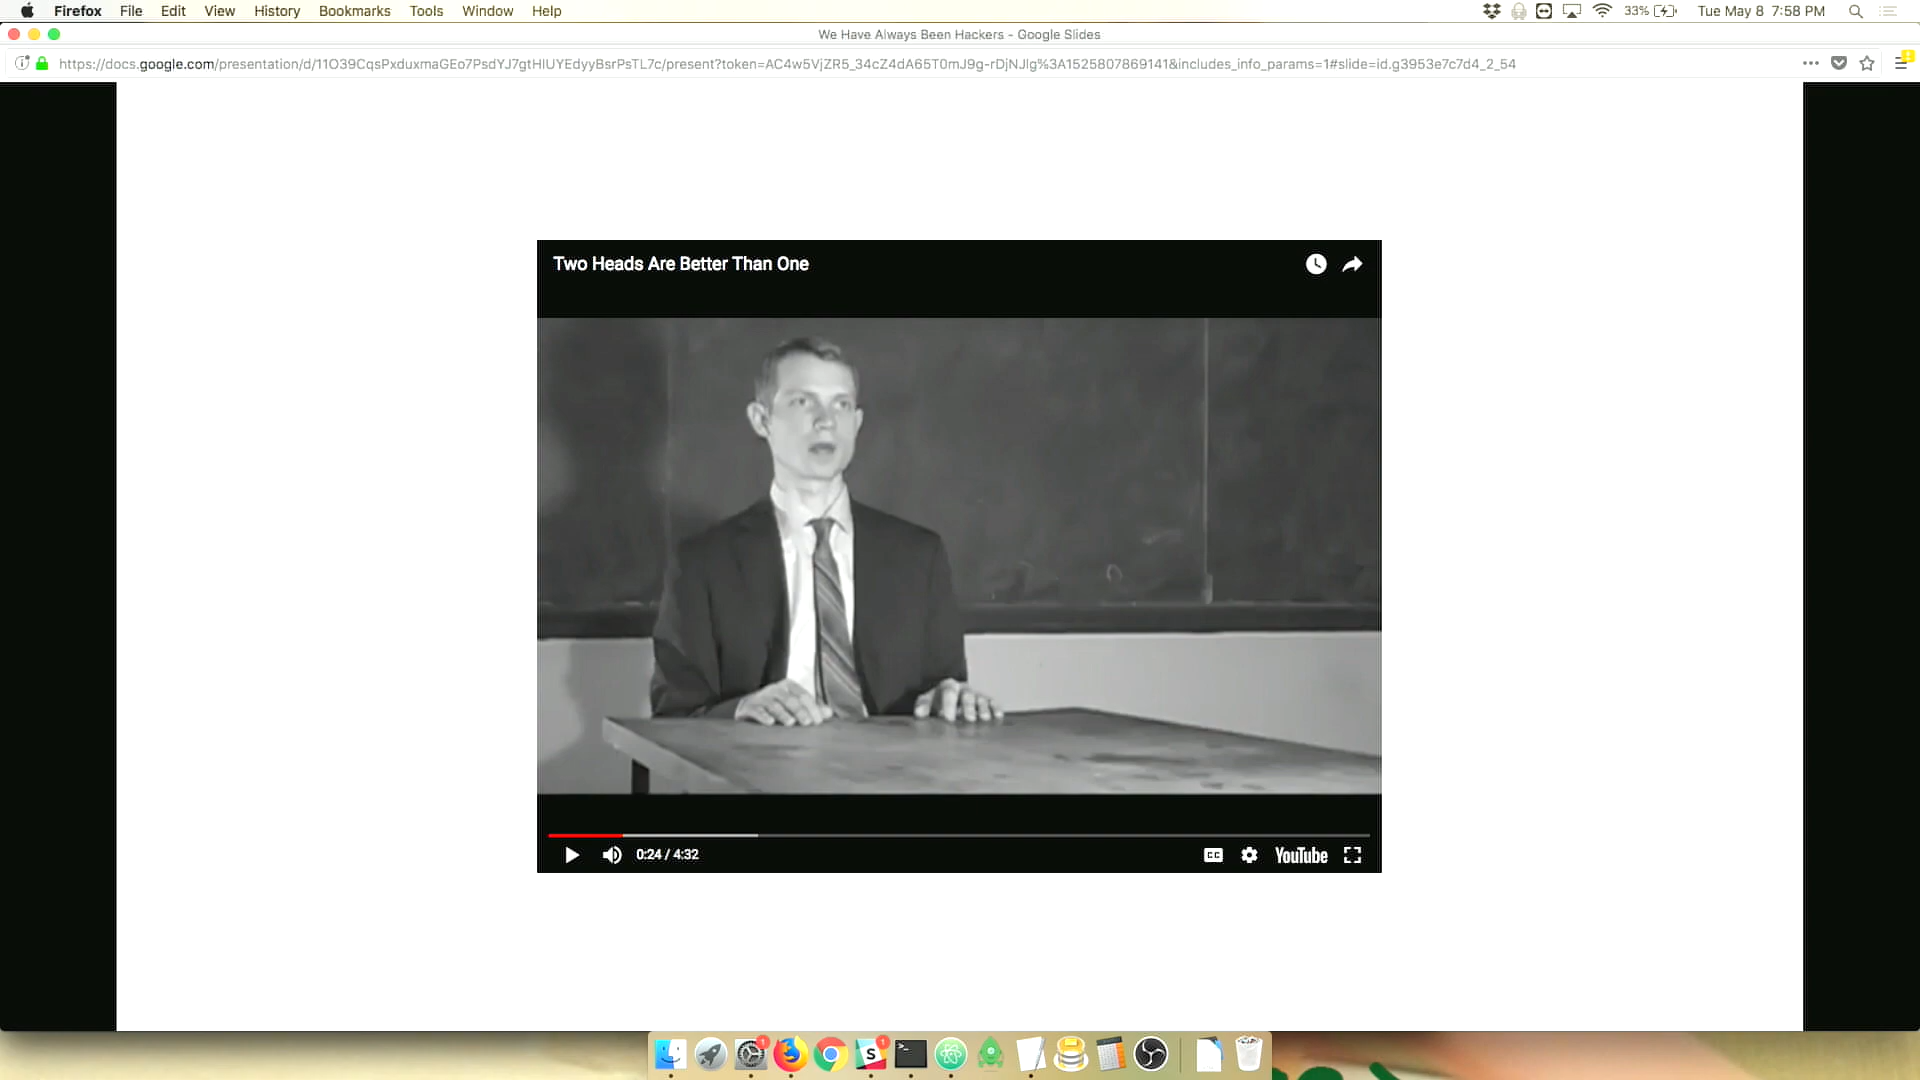 Firefox File Edit View History Bookmarks Tools Window Help 33% Tue May 8 7:58 PM
We Have Always Been Hackers - Google Slides
https://docs.google.com/presentation/d/11O39CqsPxduxmaGEo7PsdYJ7gtHIUYEdyyBsrPsTL7c/present?token=AC4w5VjZR5_34cZ4dA65T0mJ9g-rDjNJlg%3A1525807869141&includes_info_params=1#slide=id.g3953e7c7d4_2_54
Two Heads Are Better Than One
0:24 / 4:32 CC YouTube